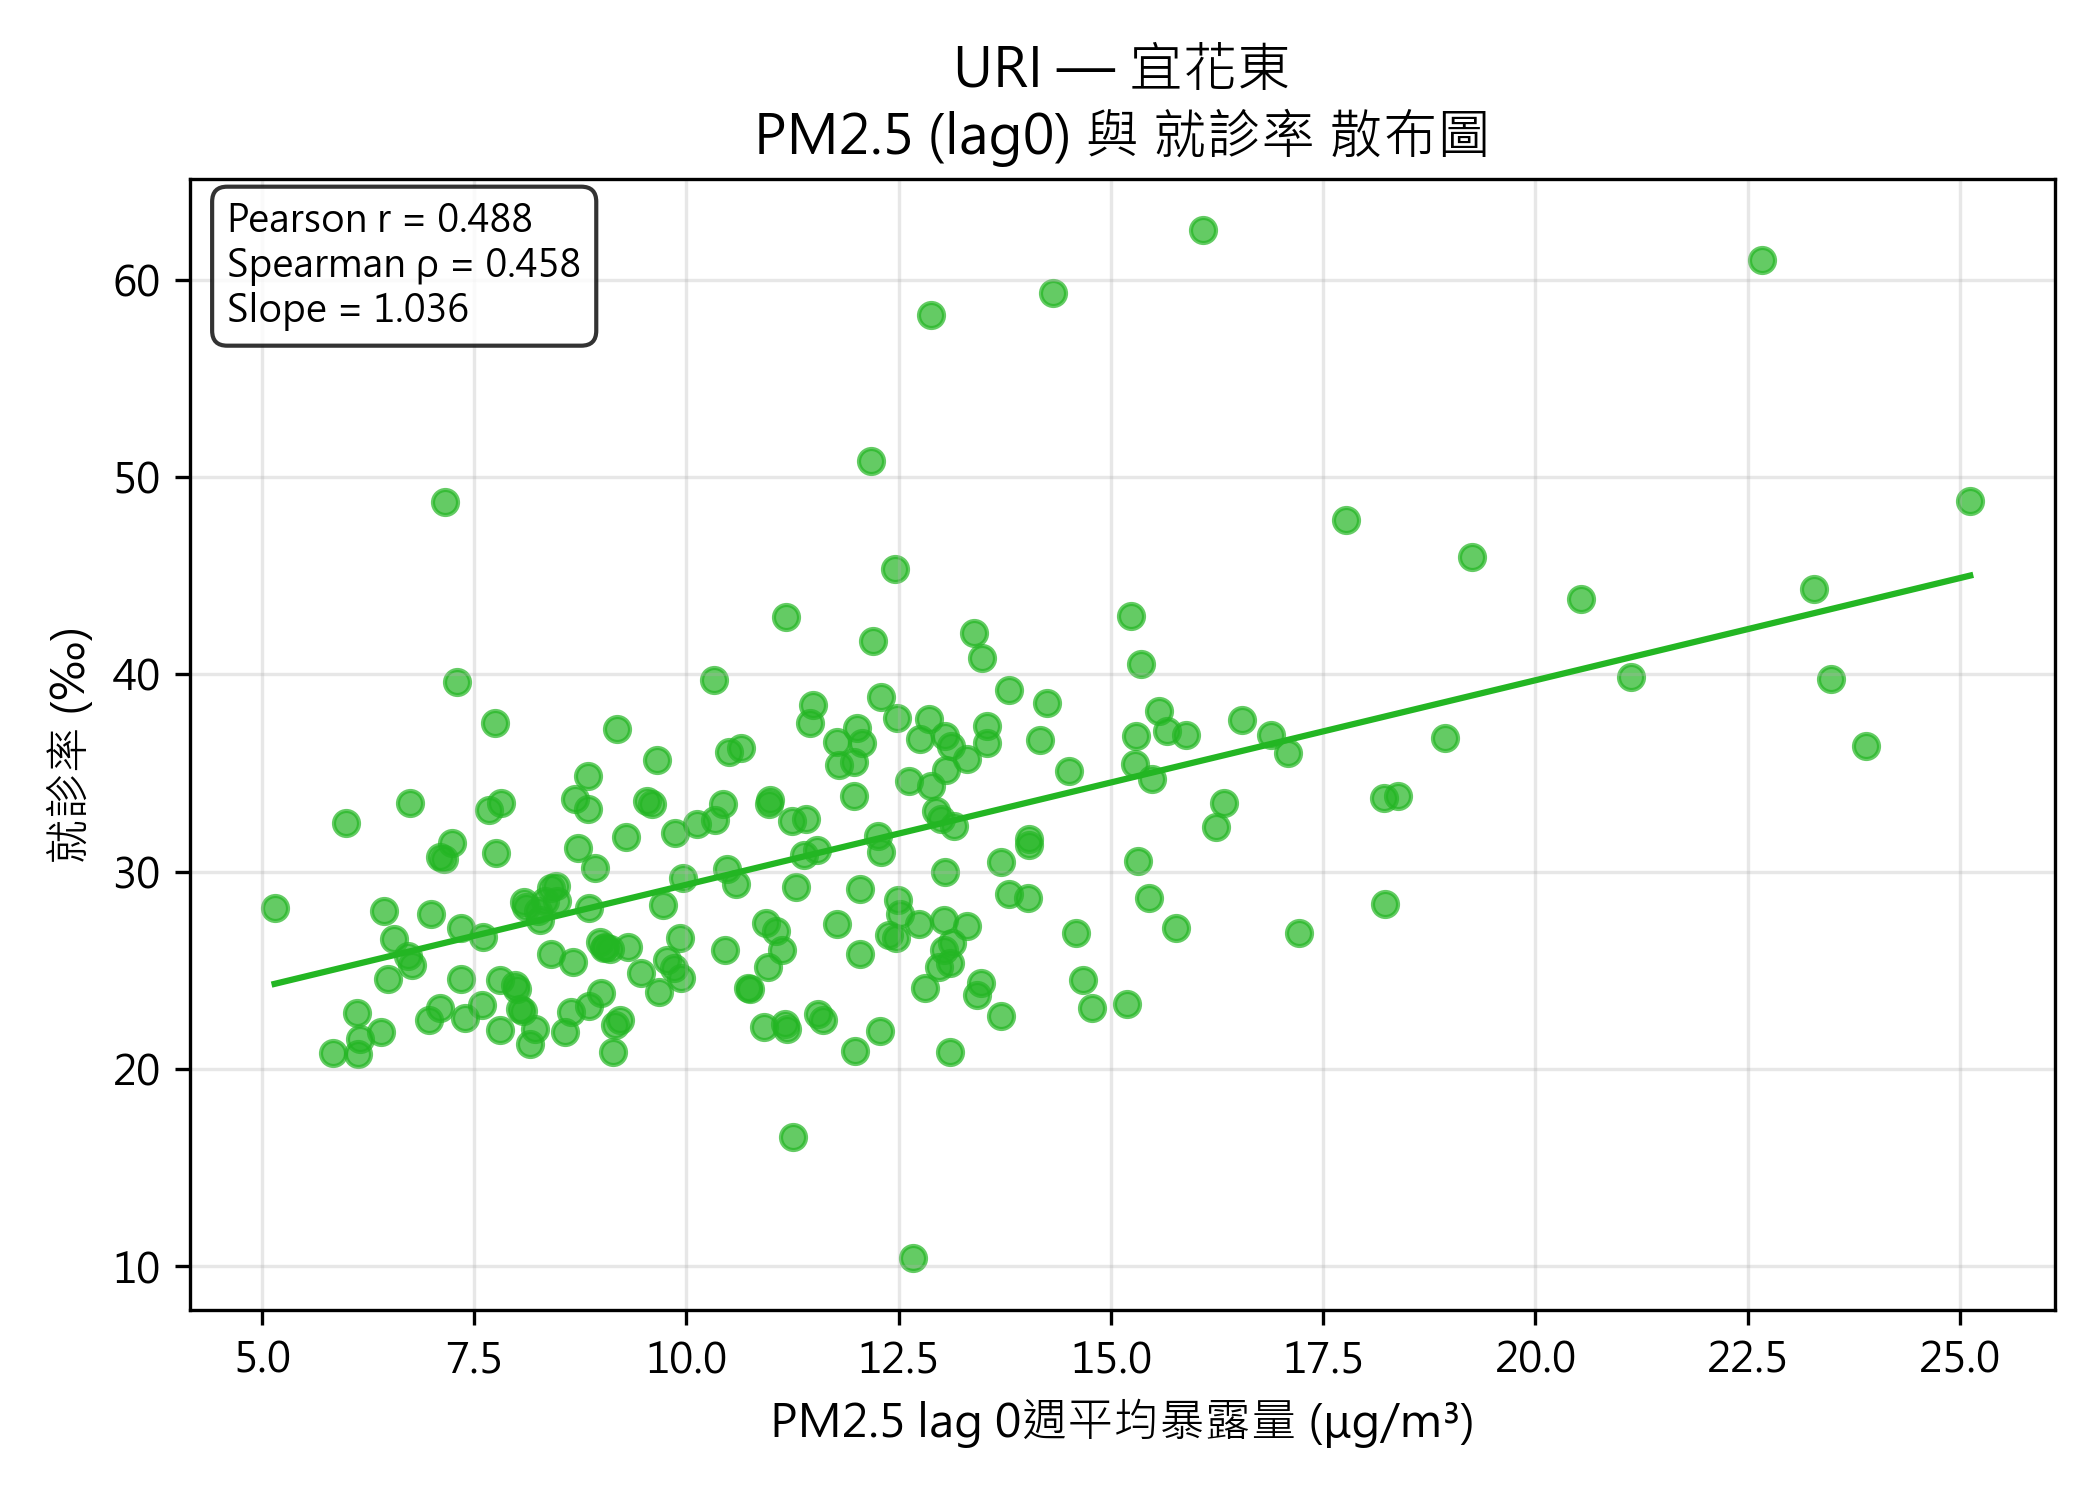 URI — 宜花東
PM2.5 (lag0) 與 就診率 散布圖
Pearson r = 0.488
Spearman ρ = 0.458
Slope = 1.036
60
50
40
30
20
10
就診率 (‰)
5.0 7.5 10.0 12.5 15.0 17.5 20.0 22.5 25.0
PM2.5 lag 0週平均暴露量 (μg/m³)